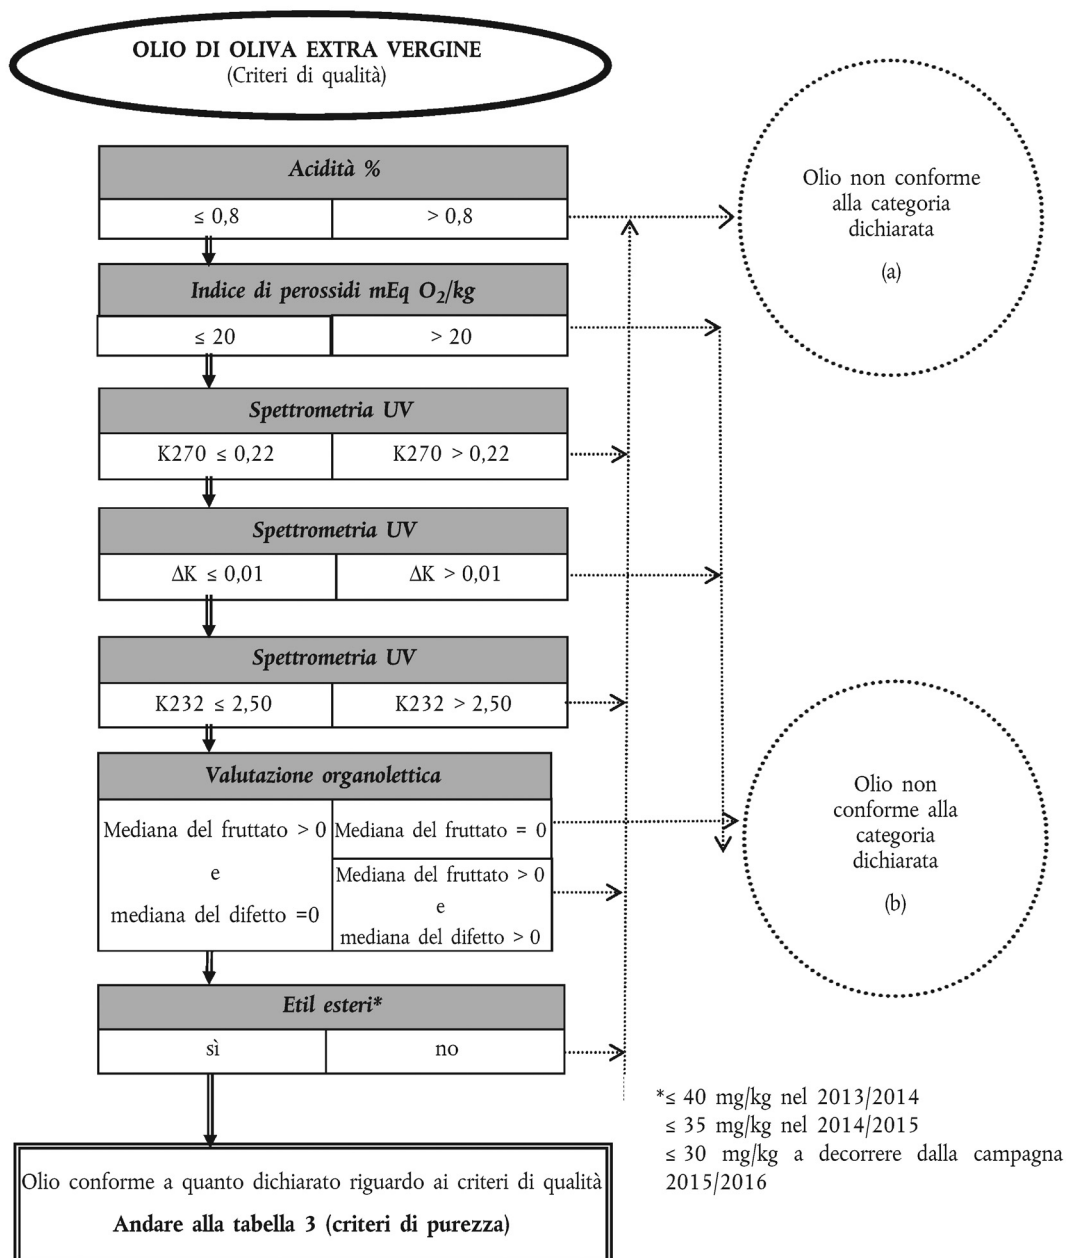 OLIO DI OLIVA EXTRA VERGINE
(Criteri di qualità)
Acidità %
≤ 0,8
> 0,8
Indice di perossidi mEq O₂/kg
≤ 20
> 20
Spettrometria UV
K270 ≤ 0,22
K270 > 0,22
Spettrometria UV
ΔK ≤ 0,01
ΔK > 0,01
Spettrometria UV
K232 ≤ 2,50
K232 > 2,50
Valutazione organolettica
Mediana del fruttato > 0
e
mediana del difetto =0
Mediana del fruttato = 0
Mediana del fruttato > 0
e
mediana del difetto > 0
Etil esteri*
sì
no
Olio conforme a quanto dichiarato riguardo ai criteri di qualità
Andare alla tabella 3 (criteri di purezza)
Olio non conforme
alla categoria
dichiarata
(a)
Olio non
conforme alla
categoria
dichiarata
(b)
*≤ 40 mg/kg nel 2013/2014
≤ 35 mg/kg nel 2014/2015
≤ 30 mg/kg a decorrere dalla campagna
2015/2016